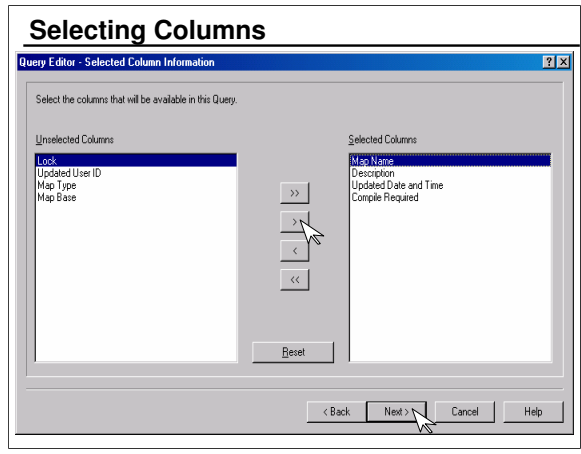 Selecting Columns
Query Editor - Selected Column Information
? X
Select the columns that will be available in this Query.
Unselected Columns
Lock
Updated User ID
Map Type
Map Base
>>
>
<
<<
Reset
Selected Columns
Map Name
Description
Updated Date and Time
Compile Required
< Back Next > Cancel Help